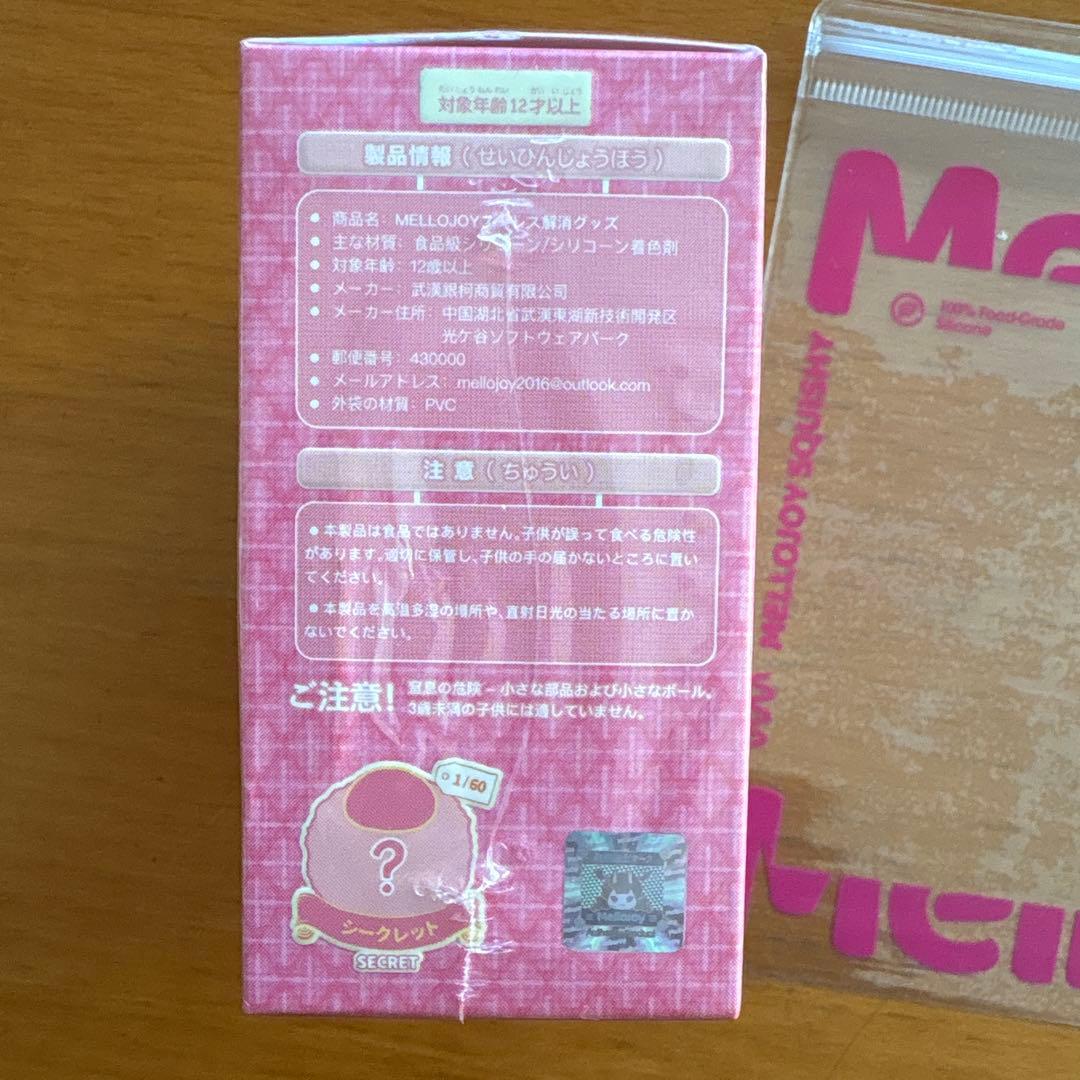 たいしょうねんれい　いじょう
対象年齢12才以上
製品情報（せいひんじょうほう）
● 商品名: MELLOJOYストレス解消グッズ
● 主な材質: 食品級シリコーン/シリコーン着色剤
● 対象年齢: 12歳以上
● メーカー: 武漢銀柯商貿有限公司
● メーカー住所: 中国湖北省武漢東湖新技術開発区
光ケ谷ソフトウェアパーク
● 郵便番号: 430000
● メールアドレス: mellojoy2016@outlook.com
● 外袋の材質: PVC
注意（ちゅうい）
● 本製品は食品ではありません。子供が誤って食べる危険性
があります。適切に保管し、子供の手の届かないところに置い
てください。
● 本製品を高温多湿の場所や、直射日光の当たる場所に置か
ないでください。
ご注意!
窒息の危険 – 小さな部品および小さなボール。
3歳未満の子供には適していません。
1/60
?
シークレット
SECRET
MelloJoy
Me
100% Food-Grade
Silicone
MELLOJOY SQUISHY